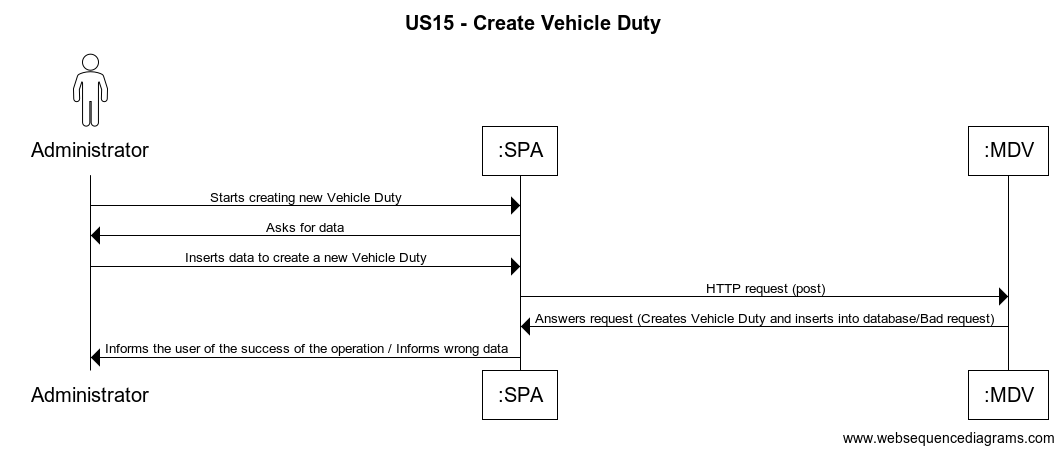 US15 - Create Vehicle Duty
Administrator
:SPA
:MDV
Starts creating new Vehicle Duty
Asks for data
Inserts data to create a new Vehicle Duty
HTTP request (post)
Answers request (Creates Vehicle Duty and inserts into database/Bad request)
Informs the user of the success of the operation / Informs wrong data
Administrator
:SPA
:MDV
www.websequencediagrams.com